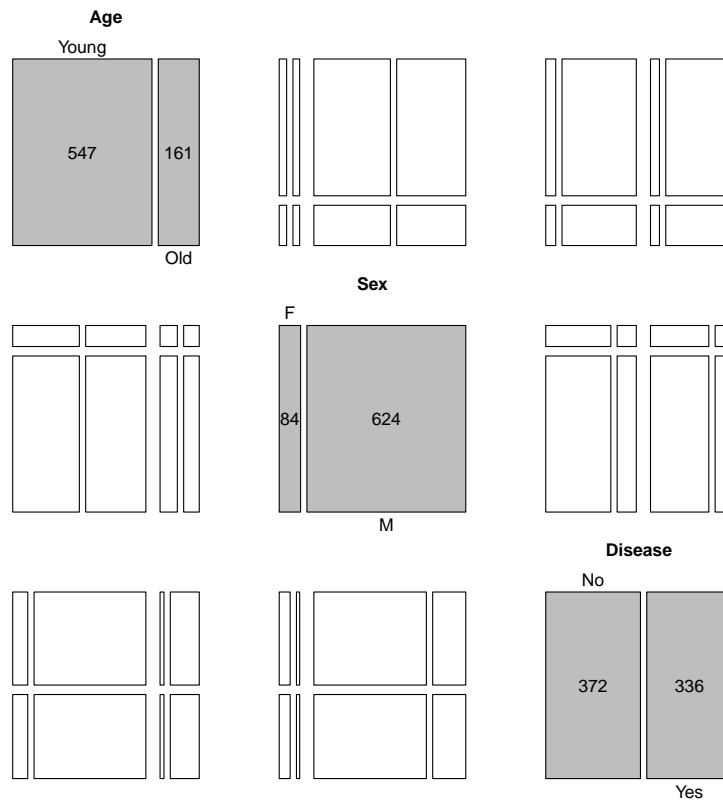 Age
Young
547 161
Old
Sex
F
84 624
M
Disease
No
372 336
Yes